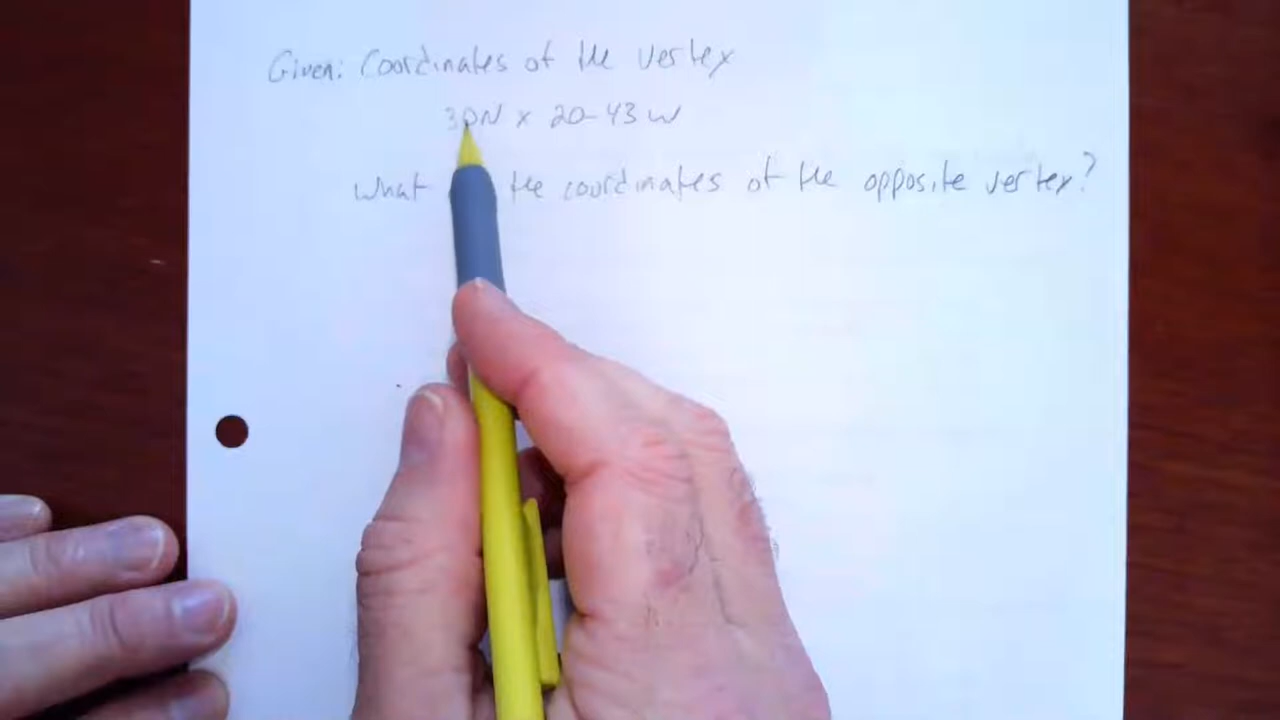 Given: Coordinates of the vertex
30N x 20-43 W
What the coordinates of the opposite vertex?